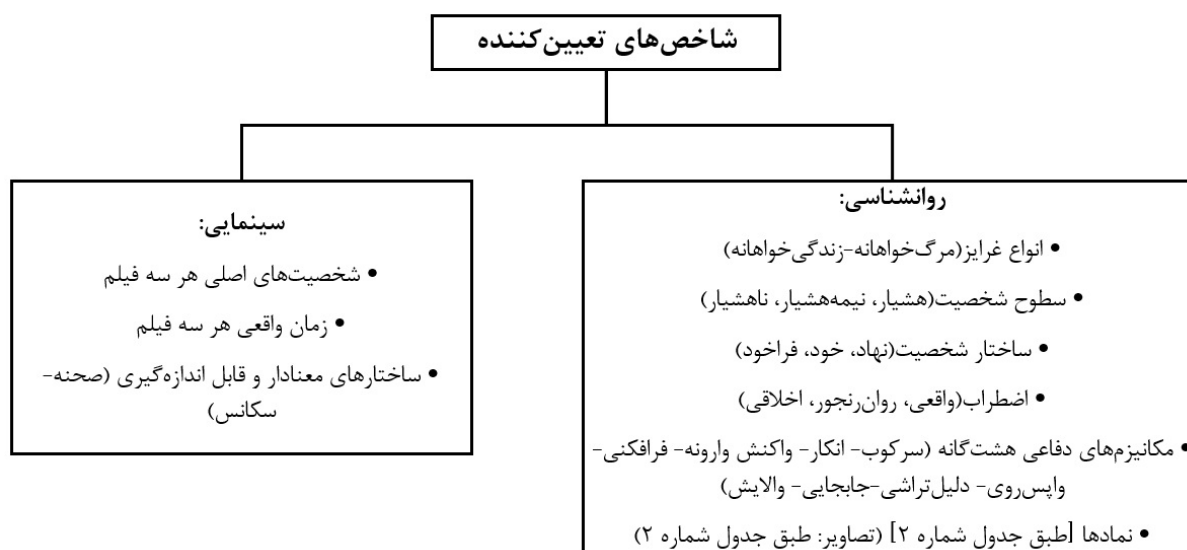 شاخص‌های تعیین‌کننده
روانشناسی:
• انواع غرایز(مرگ‌خواهانه-زندگی‌خواهانه)
• سطوح شخصیت(هشیار، نیمه‌هشیار، ناهشیار)
• ساختار شخصیت(نهاد، خود، فراخود)
• اضطراب(واقعی، روان‌رنجور، اخلاقی)
• مکانیزم‌های دفاعی هشت‌گانه (سرکوب- انکار- واکنش وارونه- فرافکنی-
واپس‌روی- دلیل‌تراشی-جابجایی- والایش)
• نمادها [طبق جدول شماره ۲] (تصاویر: طبق جدول شماره ۲)
سینمایی:
• شخصیت‌های اصلی هر سه فیلم
• زمان واقعی هر سه فیلم
• ساختارهای معنادار و قابل اندازه‌گیری (صحنه-
سکانس)